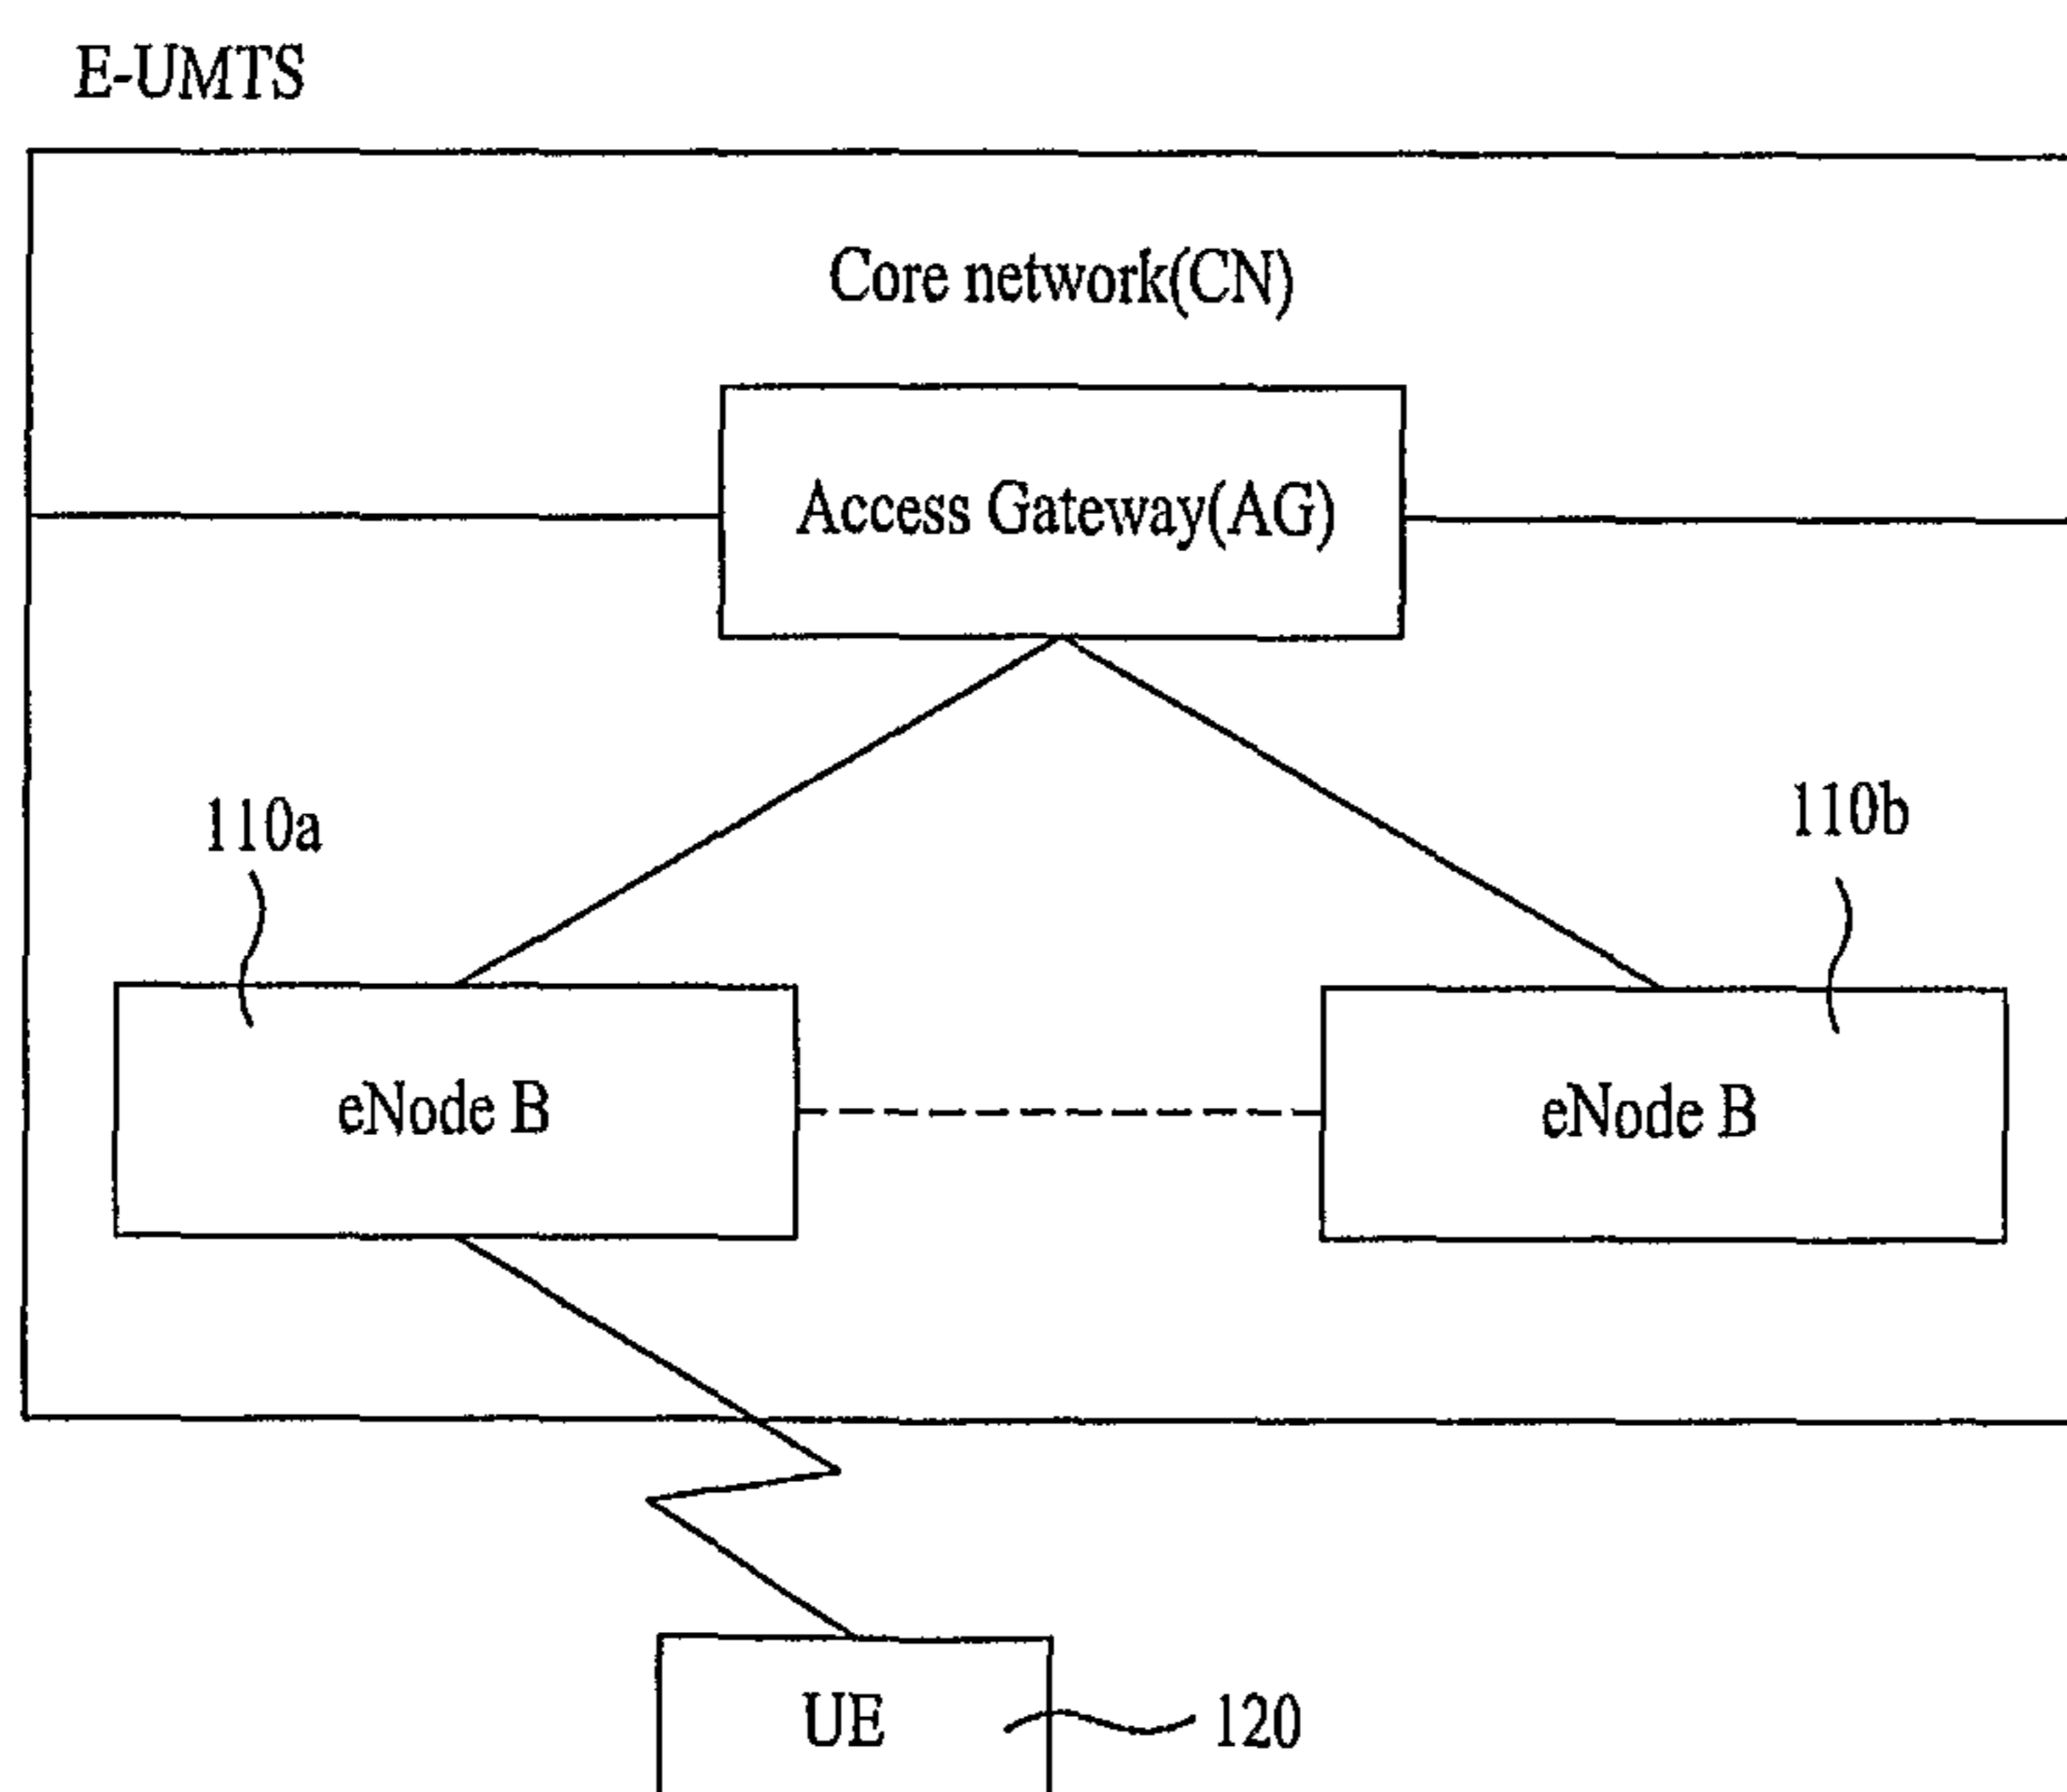 E-UMTS
Core network(CN)
Access Gateway(AG)
110a
110b
eNode B
eNode B
UE
120